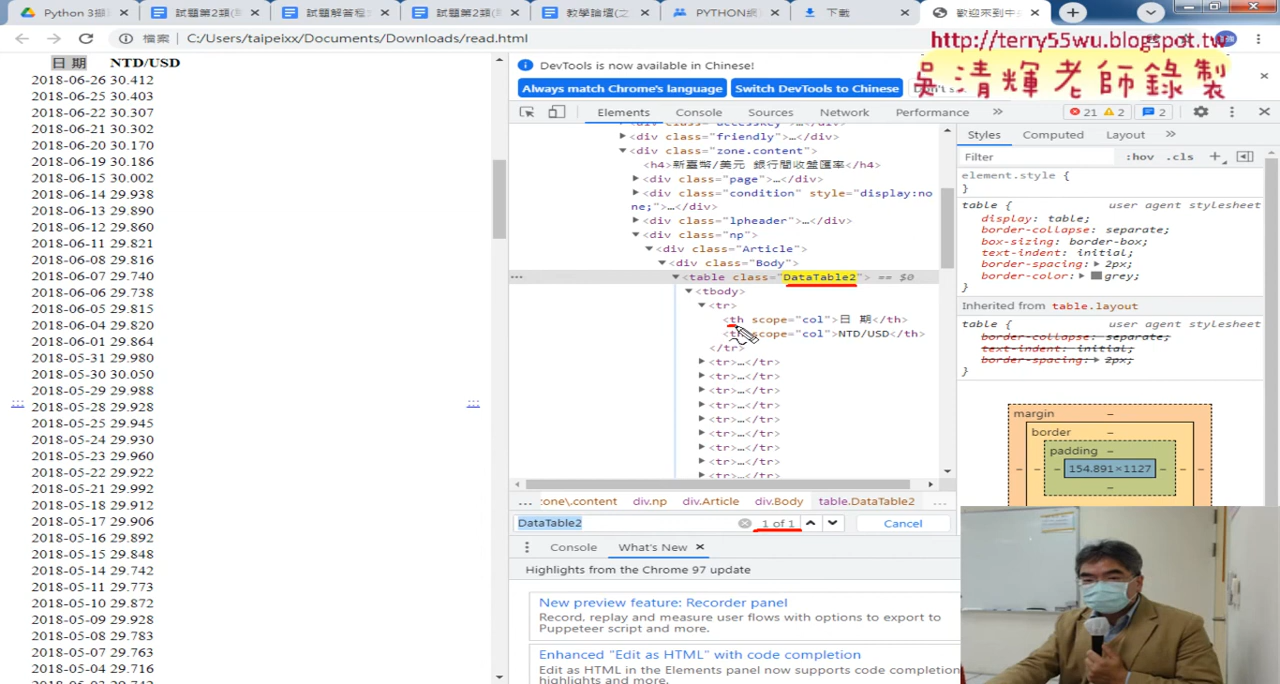 Python 3擷
試題第2類(
試題解答程
試題第2類(
教學論壇(之
PYTHON網
下載
歡迎來到中
檔案
C:/Users/taipeixx/Documents/Downloads/read.html
http://terry55wu.blogspot.tw
吳清輝老師錄製
日 期 NTD/USD
2018-06-26 30.412
2018-06-25 30.403
2018-06-22 30.307
2018-06-21 30.302
2018-06-20 30.170
2018-06-19 30.186
2018-06-15 30.002
2018-06-14 29.938
2018-06-13 29.890
2018-06-12 29.860
2018-06-11 29.821
2018-06-08 29.816
2018-06-07 29.740
2018-06-06 29.738
2018-06-05 29.815
2018-06-04 29.820
2018-06-01 29.864
2018-05-31 29.980
2018-05-30 30.050
2018-05-29 29.988
2018-05-28 29.928
2018-05-25 29.945
2018-05-24 29.930
2018-05-23 29.960
2018-05-22 29.922
2018-05-21 29.992
2018-05-18 29.912
2018-05-17 29.906
2018-05-16 29.892
2018-05-15 29.848
2018-05-14 29.742
2018-05-11 29.773
2018-05-10 29.872
2018-05-09 29.928
2018-05-08 29.783
2018-05-07 29.763
2018-05-04 29.716
DevTools is now available in Chinese!
Always match Chrome's language
Switch DevTools to Chinese
Elements Console Sources Network Performance
21 2 2
<div class="friendly">…</div>
<div class="zone.content">
<h4>新臺幣/美元 銀行間收盤匯率</h4>
<div class="page">…</div>
<div class="condition" style="display:no
ne;">…</div>
<div class="lpheader">…</div>
<div class="np">
<div class="Article">
<div class="Body">
<table class="DataTable2"> == $0
<tbody>
<tr>
<th scope="col">日 期</th>
<th scope="col">NTD/USD</th>
</tr>
<tr>…</tr>
<tr>…</tr>
<tr>…</tr>
<tr>…</tr>
<tr>…</tr>
<tr>…</tr>
<tr>…</tr>
<tr>…</tr>
<tr>…</tr>
... zone\.content div.np div.Article div.Body table.DataTable2 ...
DataTable2
1 of 1
Cancel
Console What's New
Highlights from the Chrome 97 update
New preview feature: Recorder panel
Record, replay and measure user flows with options to export to
Puppeteer script and more.
Enhanced "Edit as HTML" with code completion
Edit as HTML in the Elements panel now supports code completion,
highlights and more.
Styles Computed Layout
Filter :hov .cls
element.style {
}
table { user agent stylesheet
display: table;
border-collapse: separate;
box-sizing: border-box;
text-indent: initial;
border-spacing: 2px;
border-color: grey;
}
Inherited from table.layout
table { user agent stylesheet
border-collapse: separate;
text-indent: initial;
border-spacing: 2px;
}
margin –
border –
padding –
154.891×1127